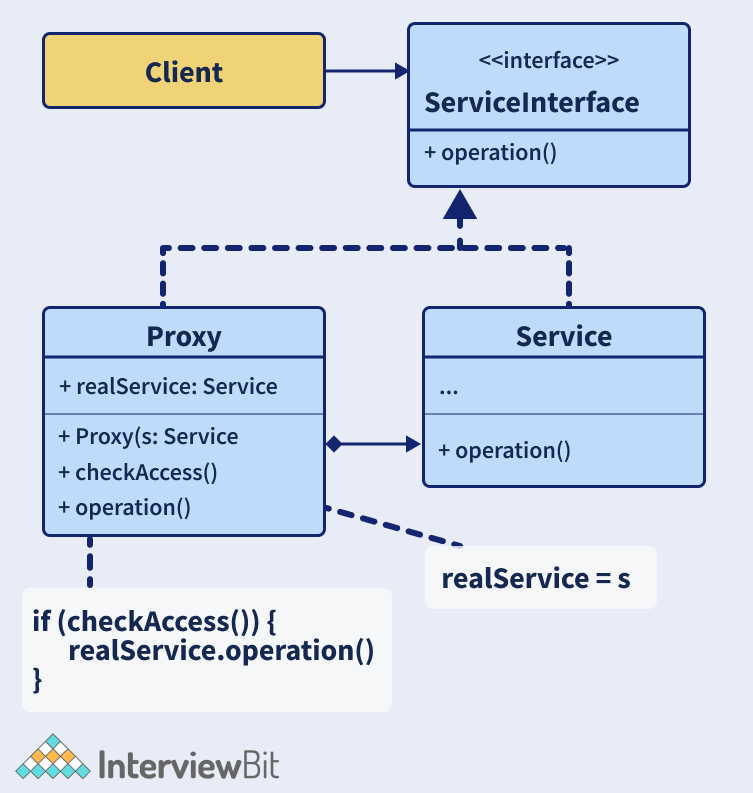 Client
<<interface>>
ServiceInterface
+ operation()
Proxy
+ realService: Service
+ Proxy(s: Service
+ checkAccess()
+ operation()
Service
...
+ operation()
realService = s
if (checkAccess()) {
realService.operation()
}
InterviewBit